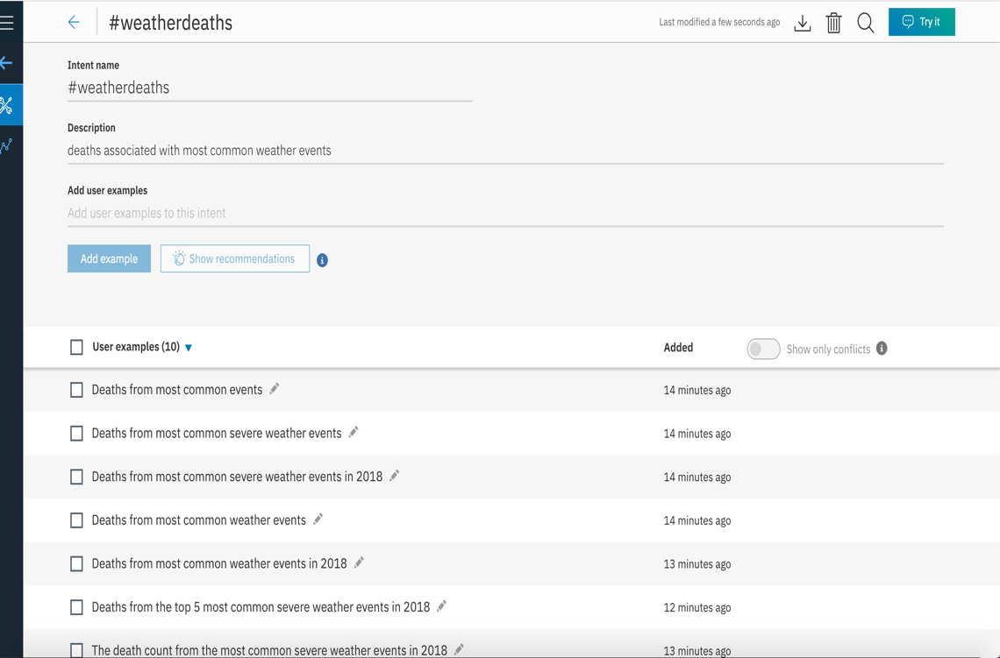 #weatherdeaths
Last modified a few seconds ago
Try it
Intent name
#weatherdeaths
Description
deaths associated with most common weather events
Add user examples
Add user examples to this intent
Add example
Show recommendations
i
User examples (10)
Added
Show only conflicts
i
Deaths from most common events
14 minutes ago
Deaths from most common severe weather events
14 minutes ago
Deaths from most common severe weather events in 2018
14 minutes ago
Deaths from most common weather events
14 minutes ago
Deaths from most common weather events in 2018
13 minutes ago
Deaths from the top 5 most common severe weather events in 2018
12 minutes ago
The death count from the most common severe weather events in 2018
13 minutes ago